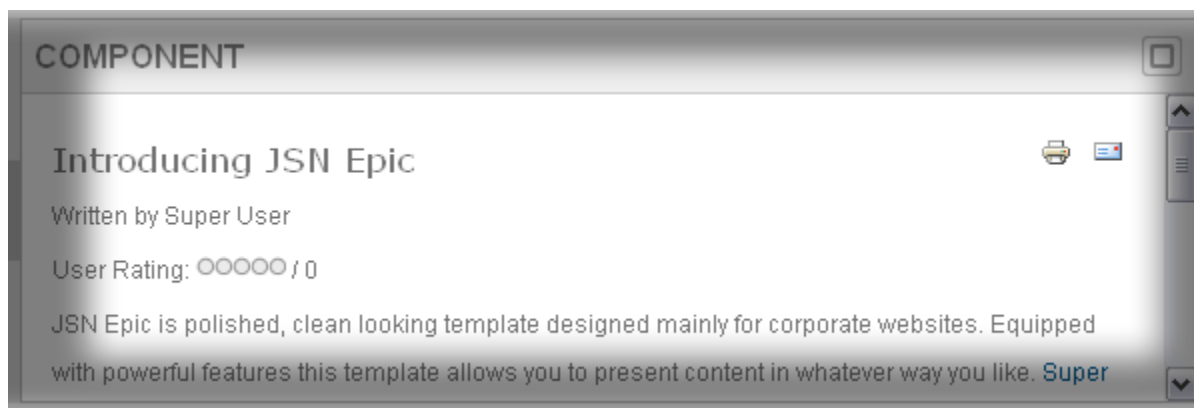 COMPONENT
Introducing JSN Epic
Written by Super User
User Rating: / 0
JSN Epic is polished, clean looking template designed mainly for corporate websites. Equipped
with powerful features this template allows you to present content in whatever way you like. Super